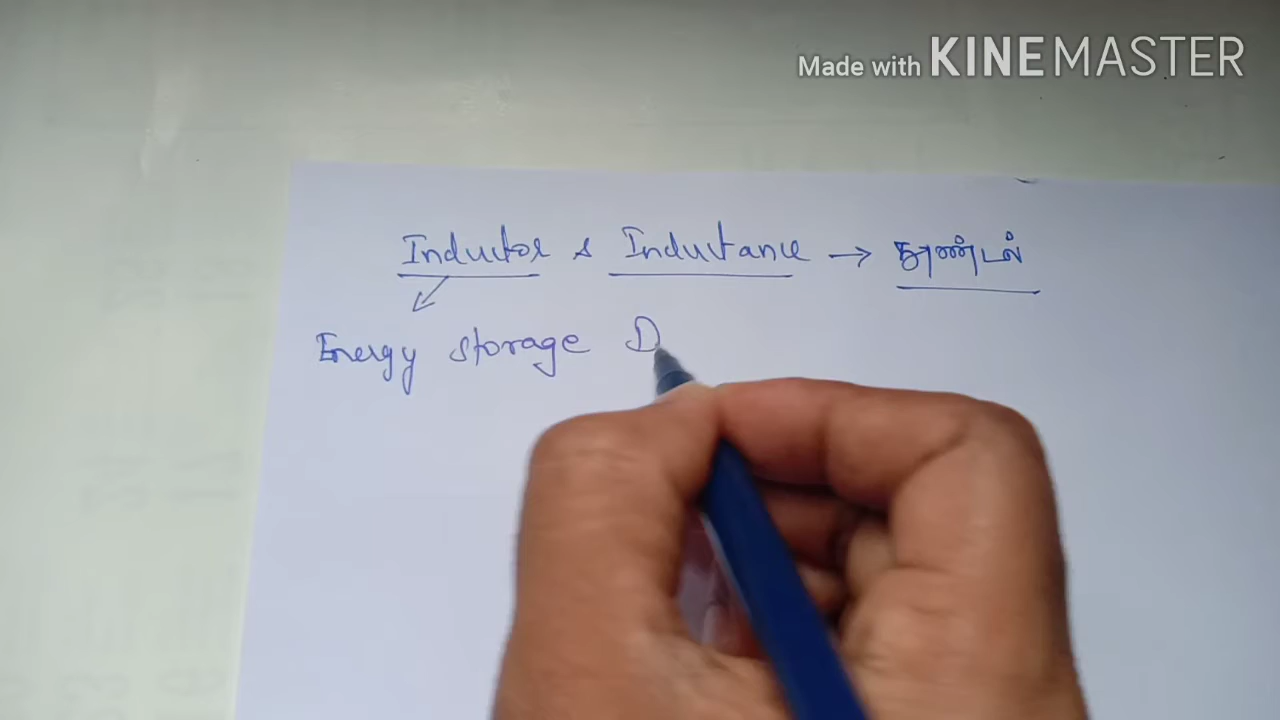 Made with KINEMASTER
Inductor & Inductance → தூண்டல்
Energy storage D